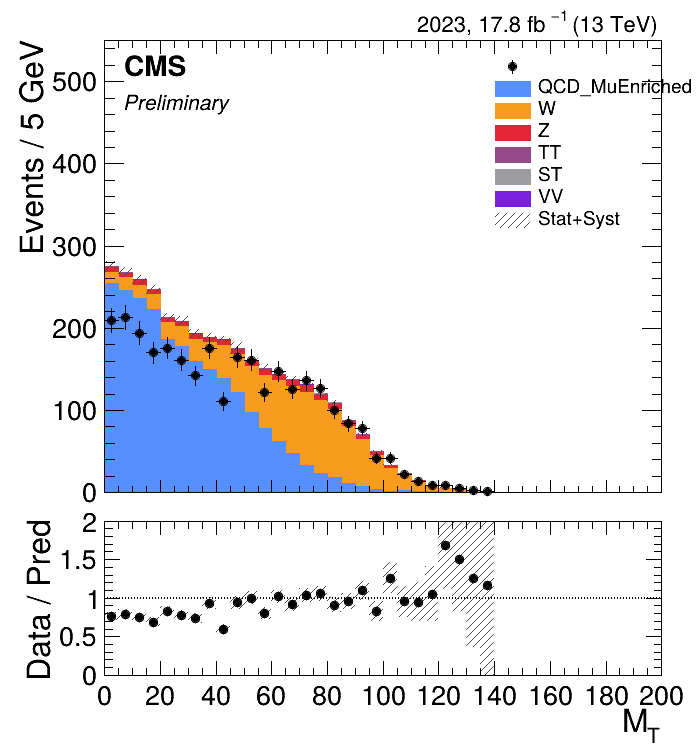 2023, 17.8 fb⁻¹ (13 TeV)
CMS
Preliminary
Events / 5 GeV
500
400
300
200
100
0
QCD_MuEnriched
W
Z
TT
ST
VV
Stat+Syst
Data / Pred
2
1.5
1
0.5
0
0 20 40 60 80 100 120 140 160 180 200
M_T